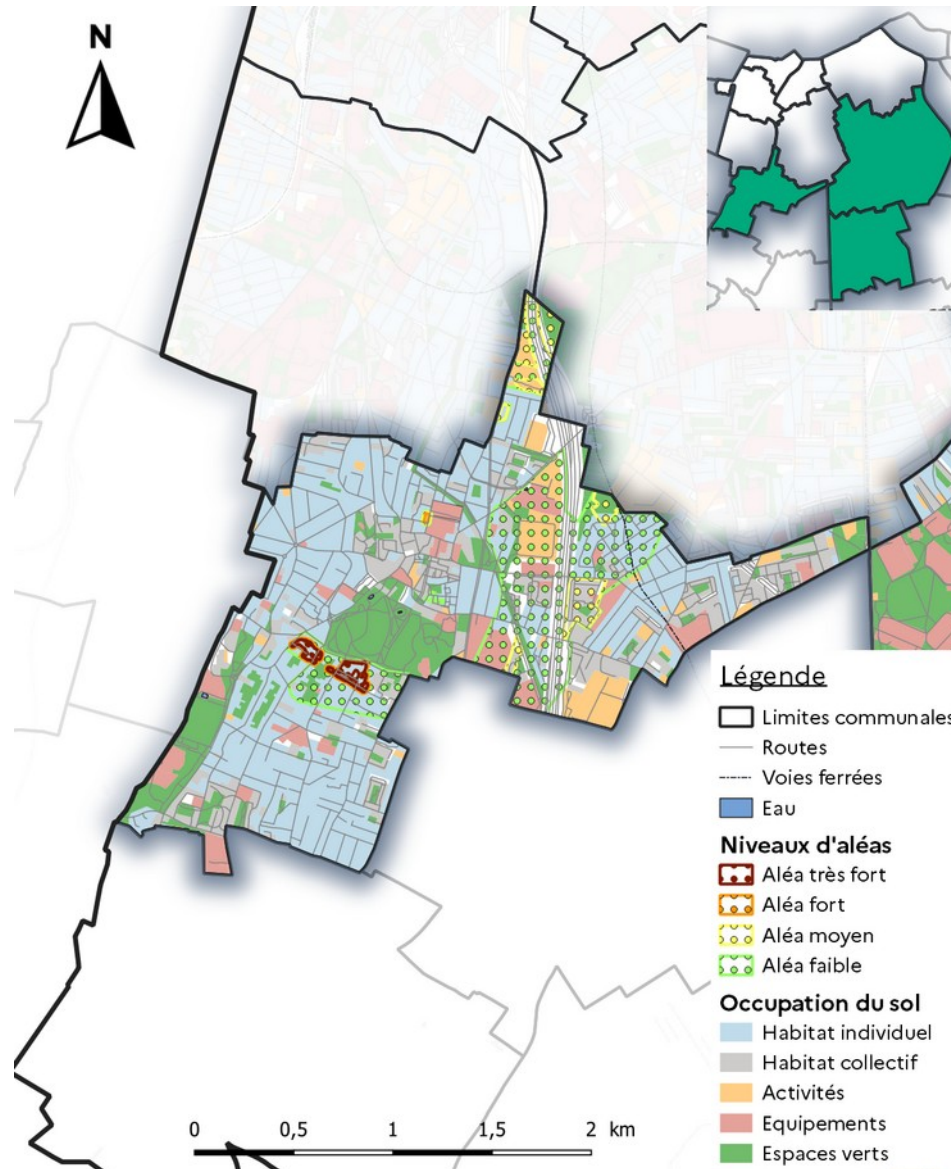 N
Légende
Limites communales
Routes
Voies ferrées
Eau
Niveaux d'aléas
Aléa très fort
Aléa fort
Aléa moyen
Aléa faible
Occupation du sol
Habitat individuel
Habitat collectif
Activités
Equipements
Espaces verts
0 0,5 1 1,5 2 km